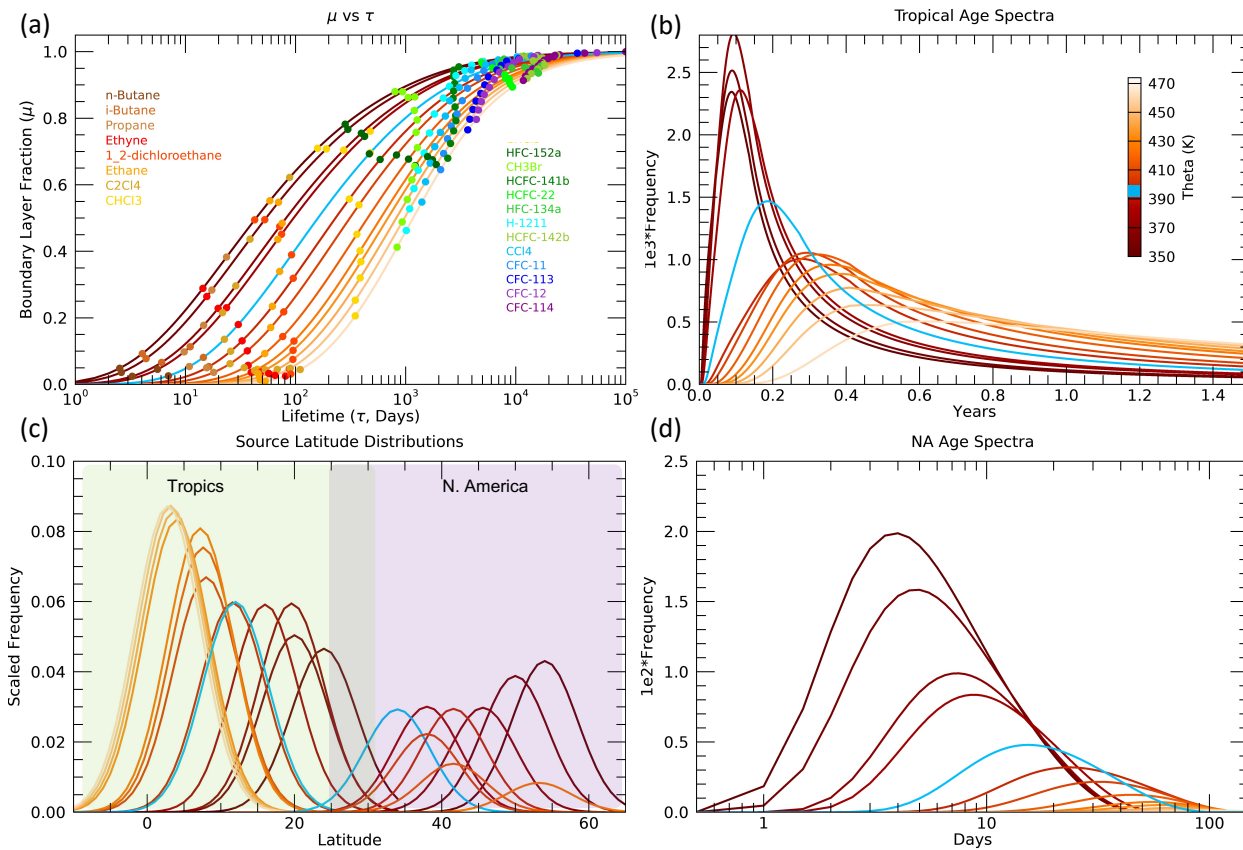 (a)
μ vs τ
Boundary Layer Fraction (μ)
1.0
0.8
0.6
0.4
0.2
0.0
n-Butane
i-Butane
Propane
Ethyne
1_2-dichloroethane
Ethane
C2Cl4
CHCl3
HFC-152a
CH3Br
HCFC-141b
HCFC-22
HFC-134a
H-1211
HCFC-142b
CCl4
CFC-11
CFC-113
CFC-12
CFC-114
10^0
10^1
10^2
10^3
10^4
10^5
Lifetime (τ, Days)
(b)
Tropical Age Spectra
1e3*Frequency
2.5
2.0
1.5
1.0
0.5
0.0
470
450
430
410
390
370
350
Theta (K)
0.0 0.2 0.4 0.6 0.8 1.0 1.2 1.4
Years
(c)
Source Latitude Distributions
Scaled Frequency
0.10
0.08
0.06
0.04
0.02
0.00
Tropics
N. America
0 20 40 60
Latitude
(d)
NA Age Spectra
1e2*Frequency
2.5
2.0
1.5
1.0
0.5
0.0
1 10 100
Days